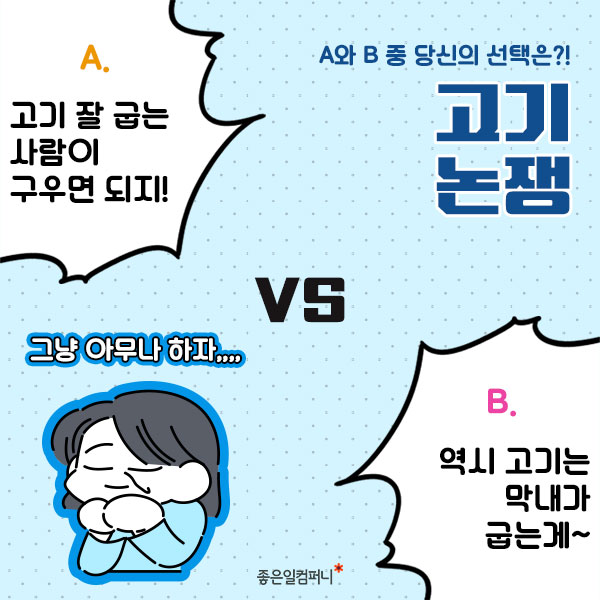 A와 B 중 당신의 선택은?!
고기
논쟁
A.
고기 잘 굽는
사람이
구우면 되지!
VS
그냥 아무나 하자,,,,
B.
역시 고기는
막내가
굽는게~
좋은일컴퍼니*